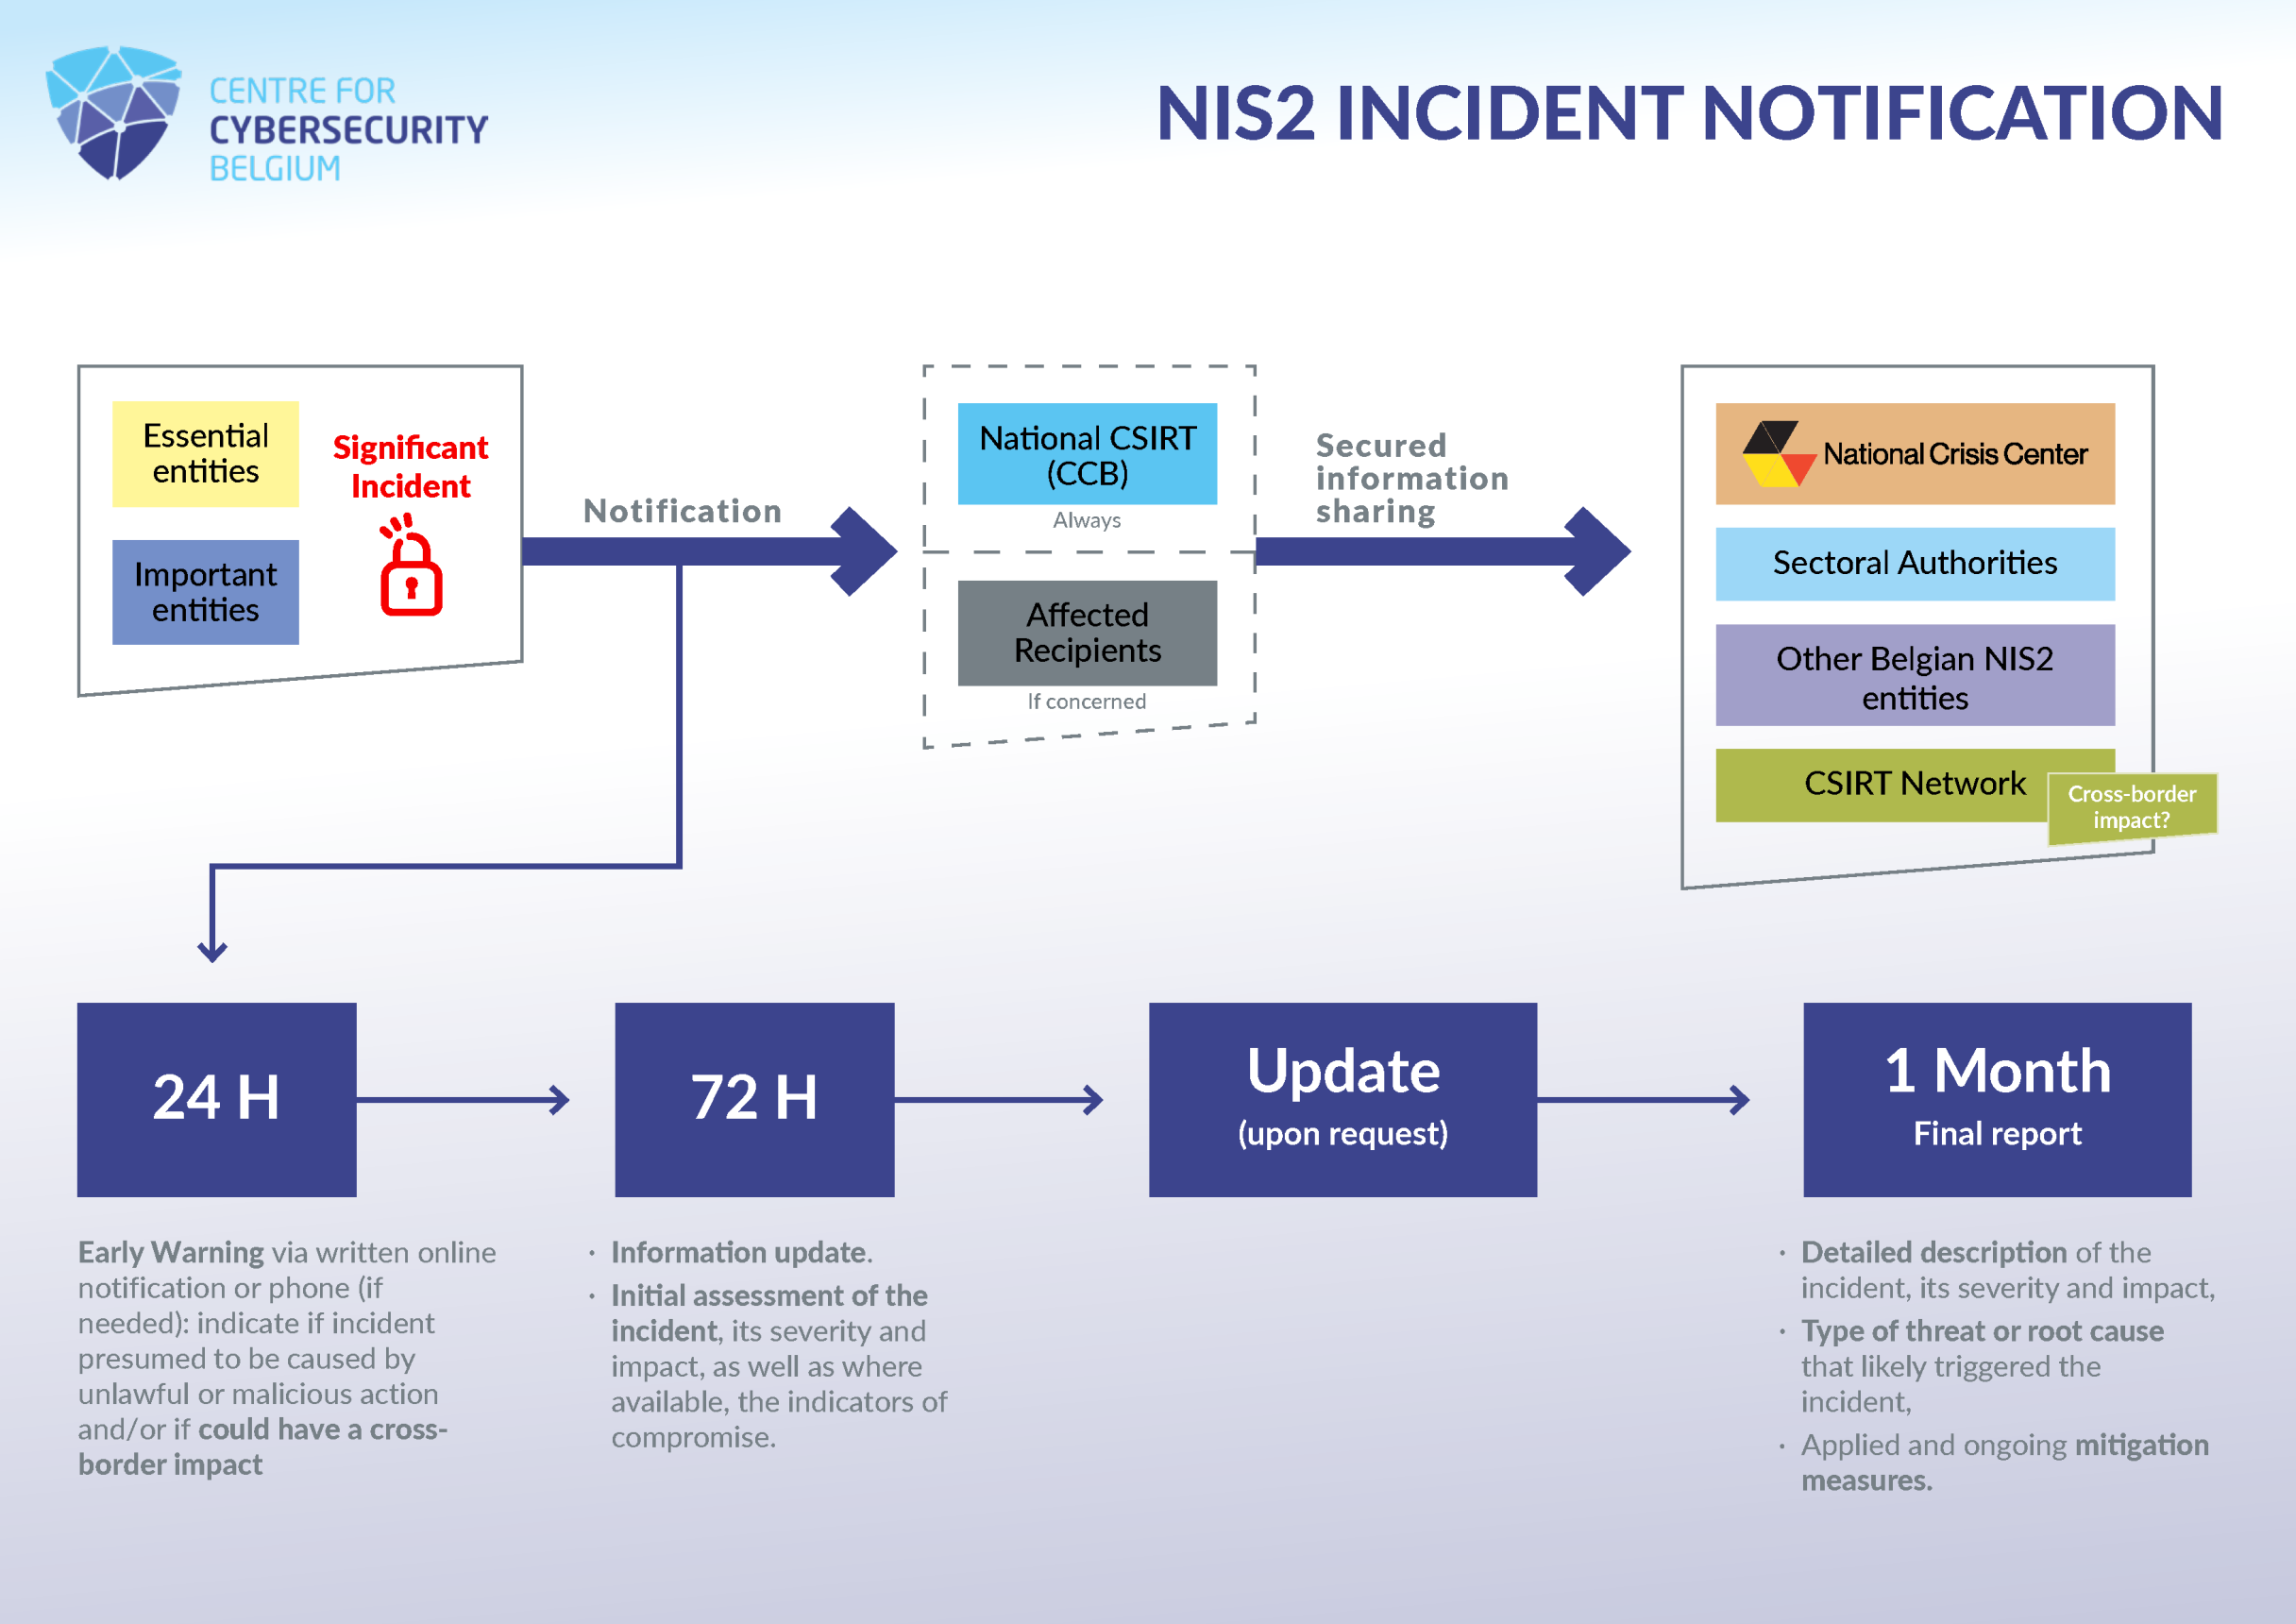 CENTRE FOR
CYBERSECURITY
BELGIUM
NIS2 INCIDENT NOTIFICATION
Essential
entities
Important
entities
Significant
Incident
Notification
National CSIRT
(CCB)
Always
Affected
Recipients
If concerned
Secured
information
sharing
National Crisis Center
Sectoral Authorities
Other Belgian NIS2
entities
CSIRT Network
Cross-border
impact?
24 H
72 H
Update
(upon request)
1 Month
Final report
Early Warning via written online
notification or phone (if
needed): indicate if incident
presumed to be caused by
unlawful or malicious action
and/or if could have a cross-
border impact
· Information update.
· Initial assessment of the
incident, its severity and
impact, as well as where
available, the indicators of
compromise.
· Detailed description of the
incident, its severity and impact,
· Type of threat or root cause
that likely triggered the
incident,
· Applied and ongoing mitigation
measures.